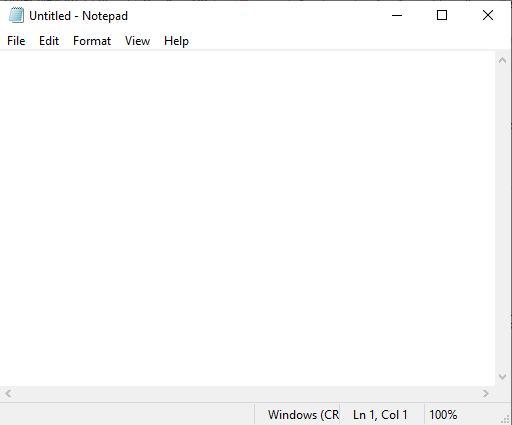 Untitled - Notepad
File Edit Format View Help
Windows (CR Ln 1, Col 1 100%